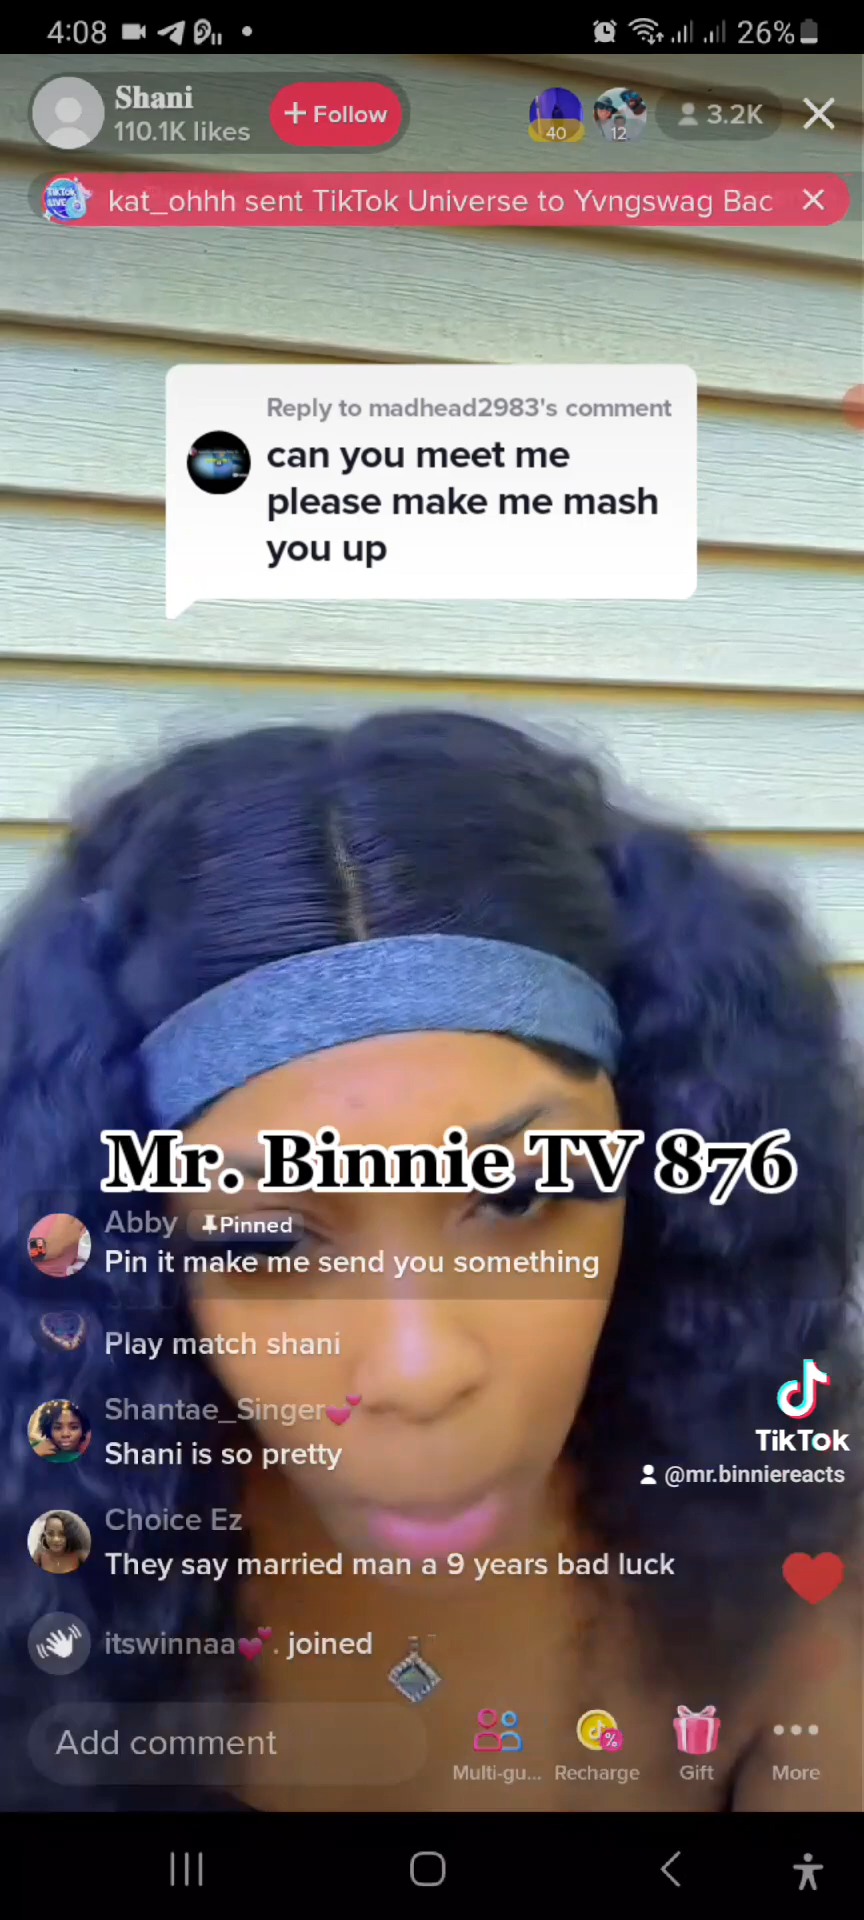 4:08
26%
Shani
110.1K likes
+ Follow
40
12
3.2K
kat_ohhh sent TikTok Universe to Yvngswag Bac
Reply to madhead2983's comment
can you meet me
please make me mash
you up
Mr. Binnie TV 876
Abby Pinned
Pin it make me send you something
Play match shani
Shantae_Singer💕
Shani is so pretty
TikTok
@mr.binniereacts
Choice Ez
They say married man a 9 years bad luck
itswinnaa💕. joined
Add comment
Multi-gu...
Recharge
Gift
More